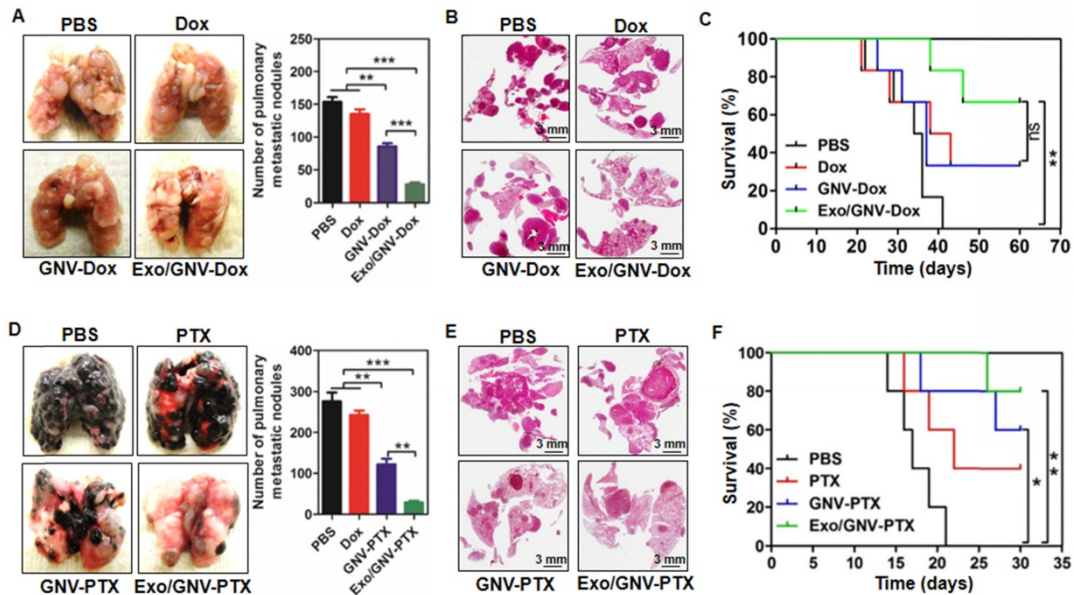 A
PBS
Dox
GNV-Dox
Exo/GNV-Dox
Number of pulmonary
metastatic nodules
250
200
150
100
50
0
***
**
***
PBS
Dox
GNV-Dox
Exo/GNV-Dox
B
PBS
Dox
3 mm
3 mm
3 mm
3 mm
GNV-Dox
Exo/GNV-Dox
C
Survival (%)
100
80
60
40
20
0
PBS
Dox
GNV-Dox
Exo/GNV-Dox
ns
**
0
10
20
30
40
50
60
70
Time (days)
D
PBS
PTX
GNV-PTX
Exo/GNV-PTX
Number of pulmonary
metastatic nodules
400
300
200
100
0
***
**
**
PBS
Dox
GNV-PTX
Exo/GNV-PTX
E
PBS
PTX
3 mm
3 mm
3 mm
3 mm
GNV-PTX
Exo/GNV-PTX
F
Survival (%)
100
80
60
40
20
0
PBS
PTX
GNV-PTX
Exo/GNV-PTX
*
**
0
5
10
15
20
25
30
35
Time (days)